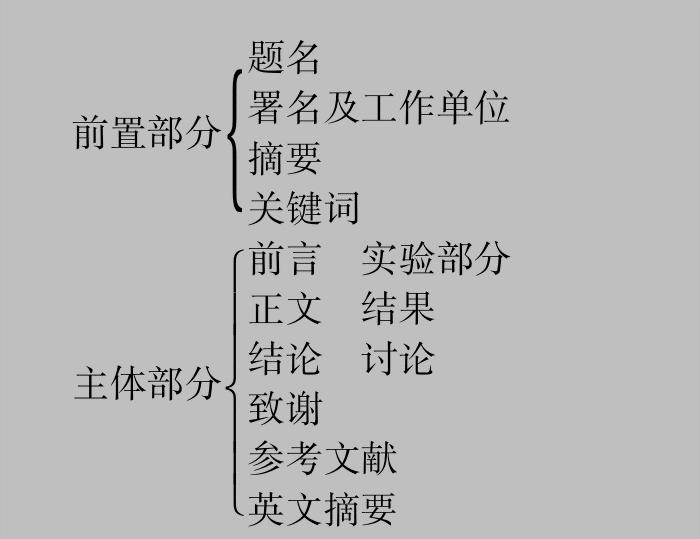 前置部分
题名
署名及工作单位
摘要
关键词
主体部分
前言 实验部分
正文 结果
结论 讨论
致谢
参考文献
英文摘要